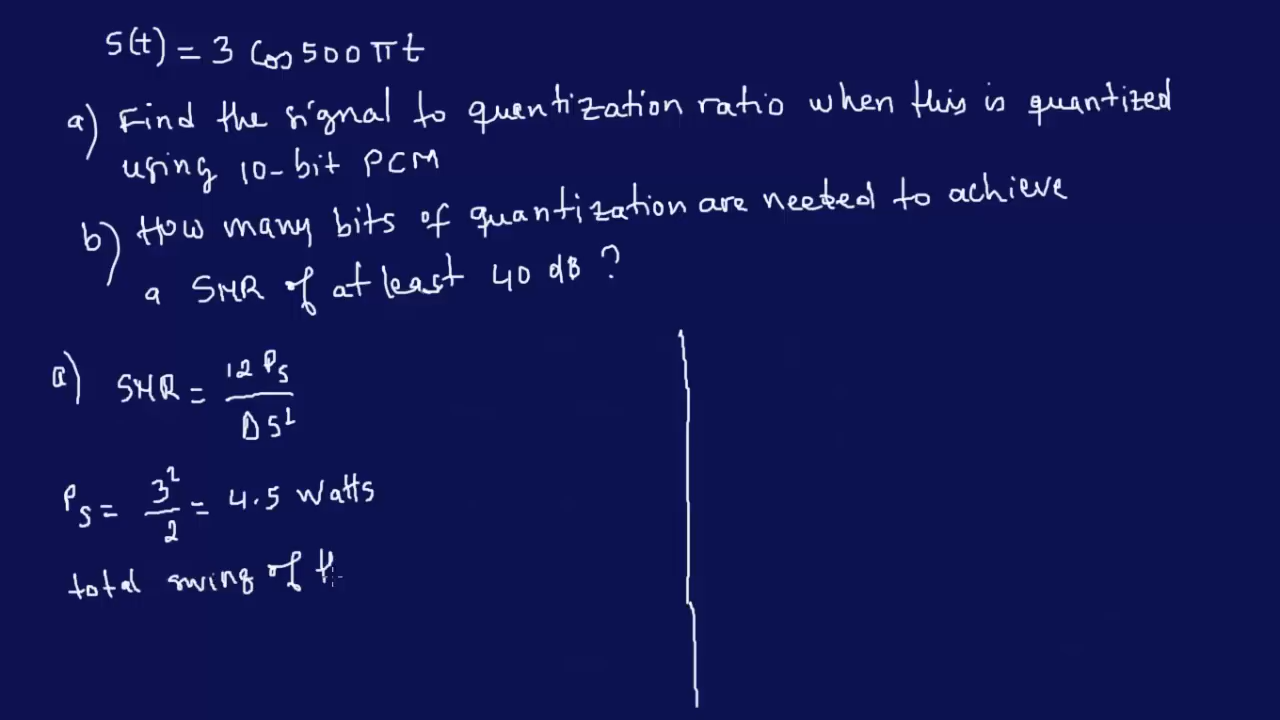 S(t) = 3 Cos 500 π t
a) Find the signal to quantization ratio when this is quantized
using 10-bit PCM
b) How many bits of quantization are needed to achieve
a SNR of at least 40 dB ?
a) SNR = 12 Ps / ΔS²
Ps = 3²/2 = 4.5 Watts
total swing of t